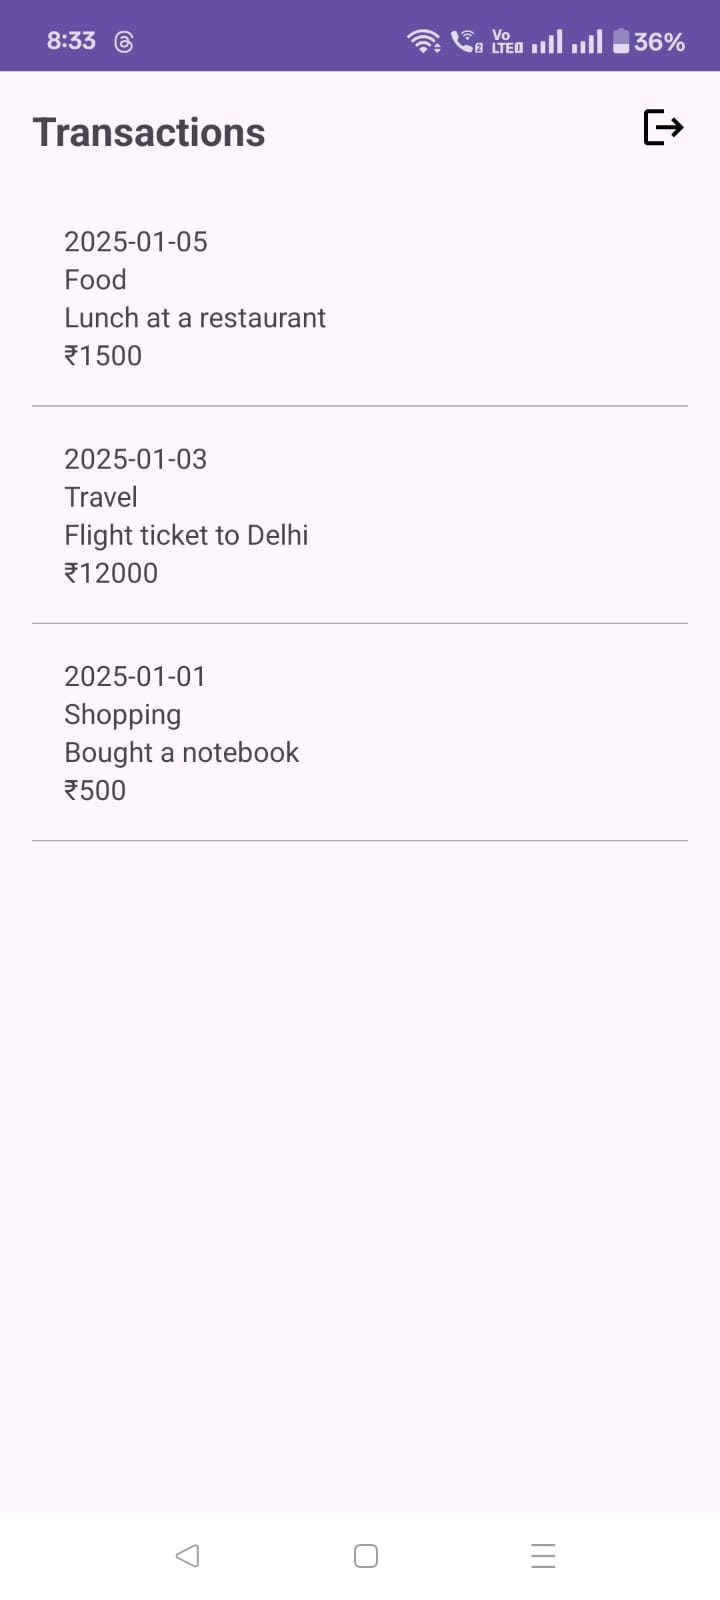 8:33
Vo
LTE
36%
Transactions
2025-01-05
Food
Lunch at a restaurant
₹1500
2025-01-03
Travel
Flight ticket to Delhi
₹12000
2025-01-01
Shopping
Bought a notebook
₹500